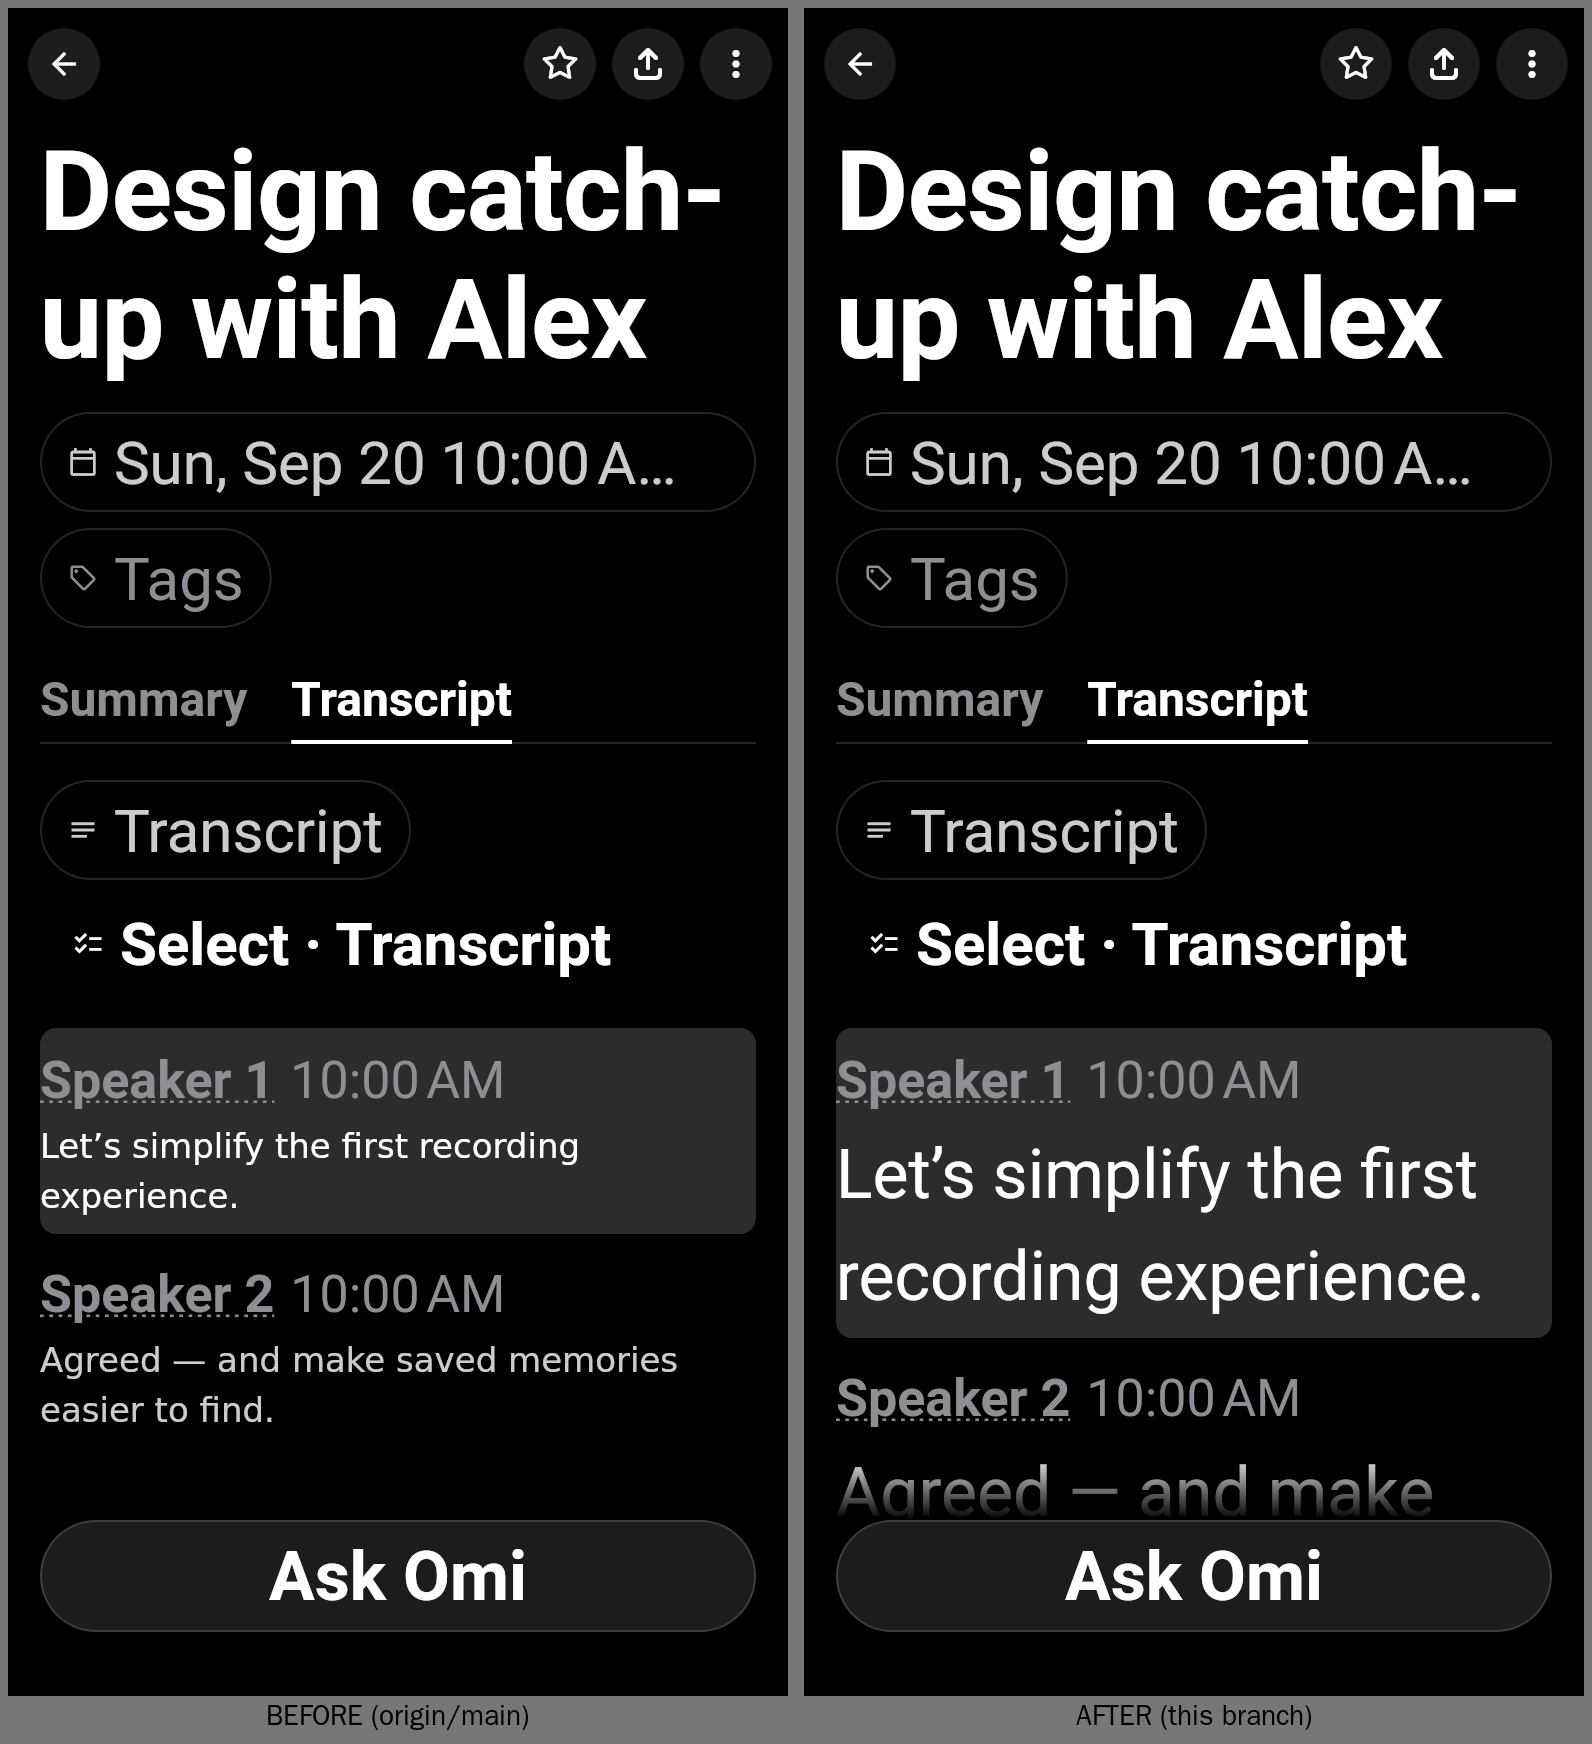 Design catch-
up with Alex
Sun, Sep 20 10:00 A...
Tags
Summary Transcript
Transcript
Select · Transcript
Speaker 1 10:00 AM
Let’s simplify the first recording
experience.
Speaker 2 10:00 AM
Agreed — and make saved memories
easier to find.
Ask Omi
BEFORE (origin/main)
Design catch-
up with Alex
Sun, Sep 20 10:00 A...
Tags
Summary Transcript
Transcript
Select · Transcript
Speaker 1 10:00 AM
Let’s simplify the first
recording experience.
Speaker 2 10:00 AM
Agreed — and make
Ask Omi
AFTER (this branch)